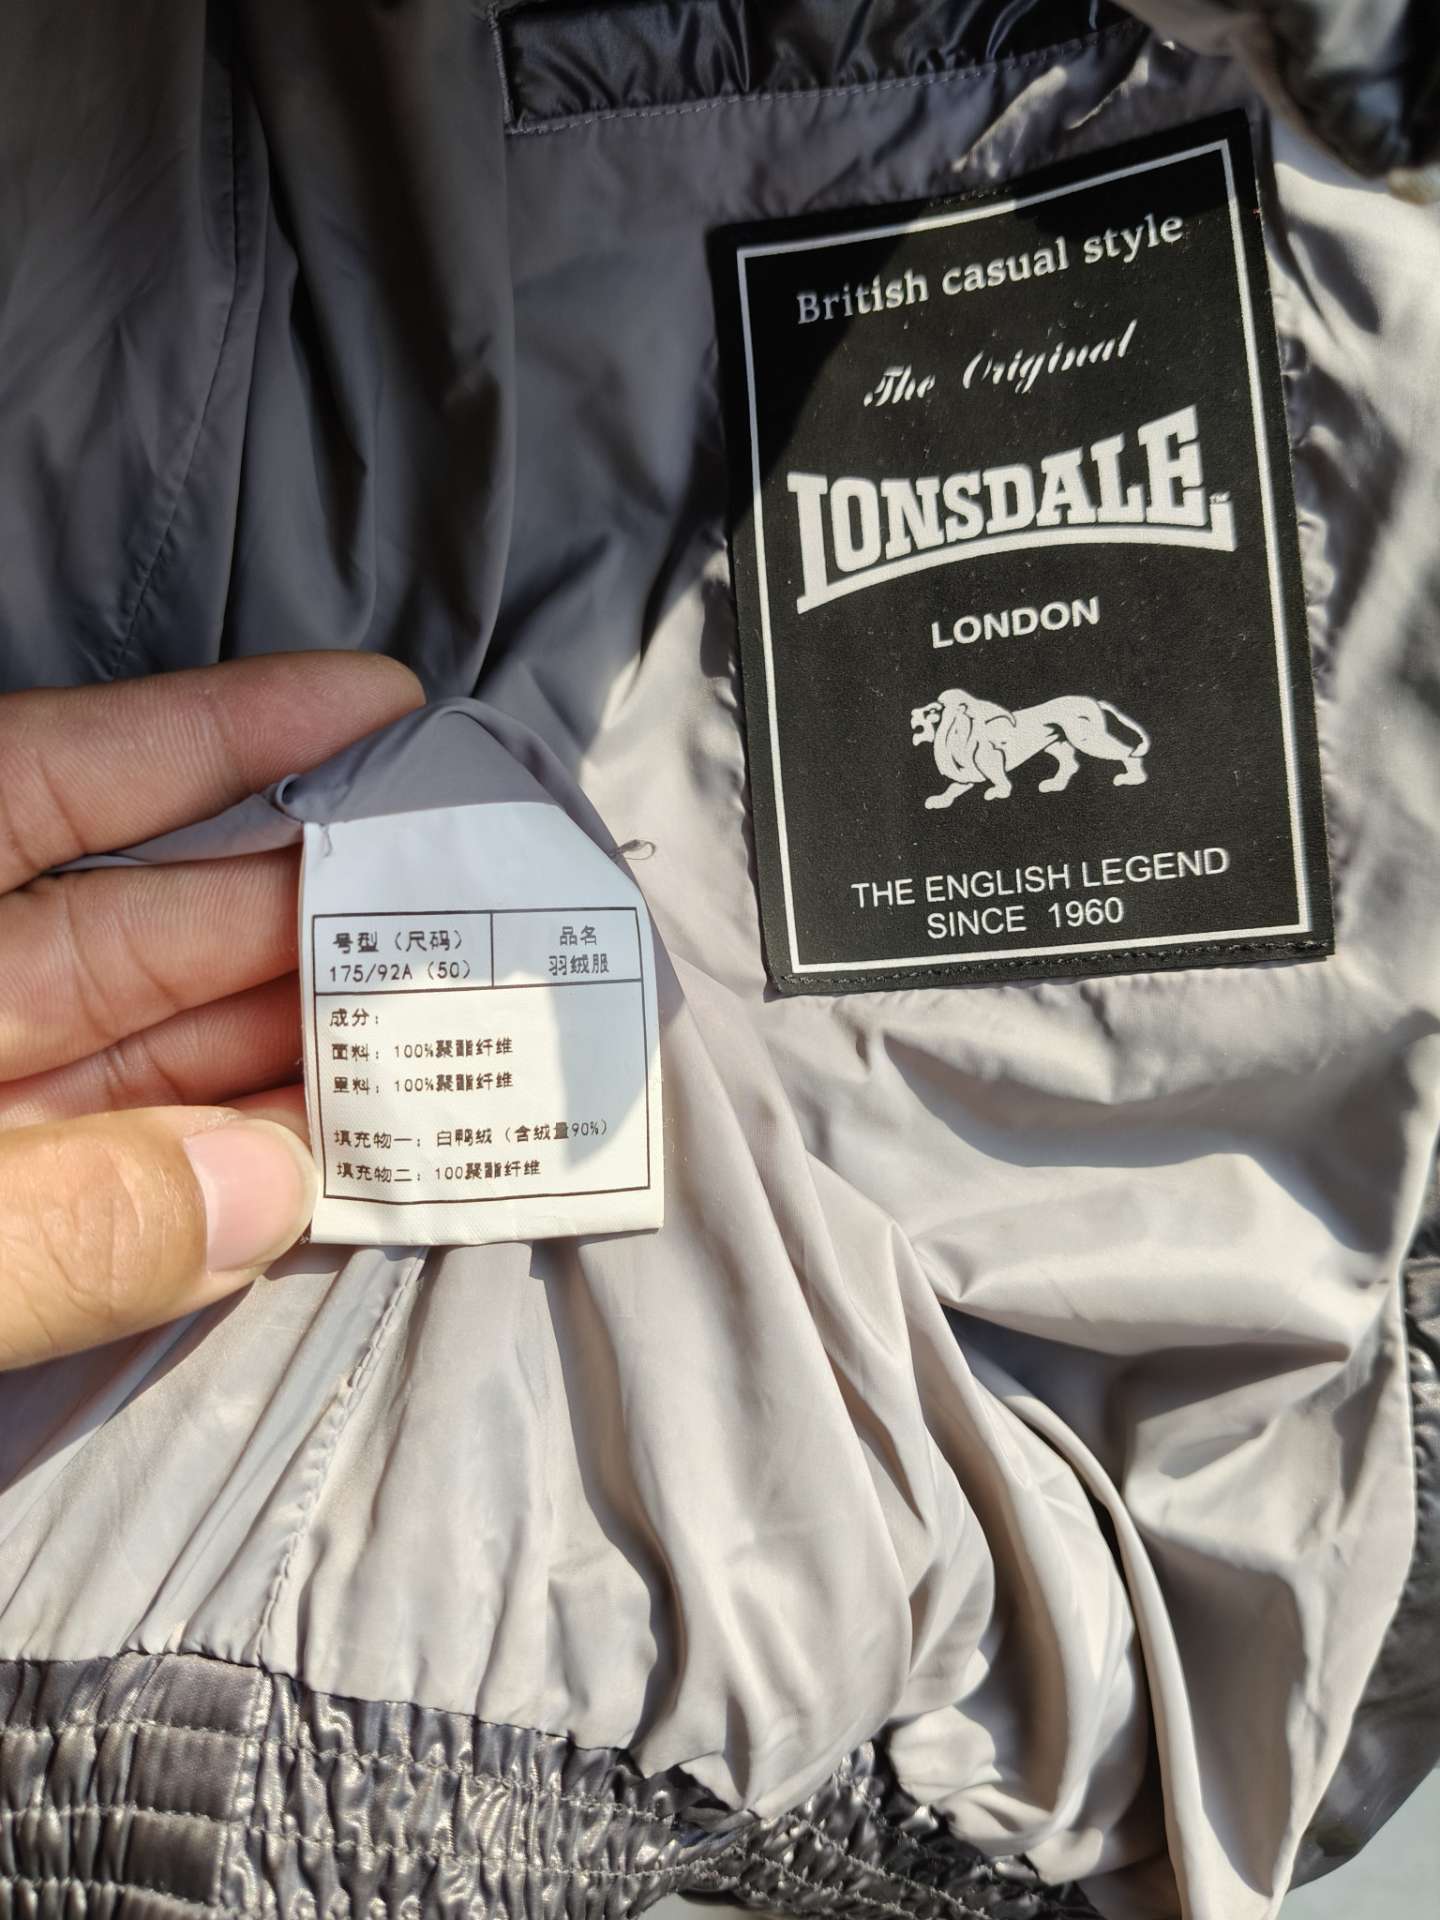 British casual style
The Original
LONSDALE™
LONDON
THE ENGLISH LEGEND
SINCE 1960
号型（尺码）
175/92A（50）
品名
羽绒服
成分：
面料：100%聚酯纤维
里料：100%聚酯纤维
填充物一：白鸭绒（含绒量90%）
填充物二：100聚酯纤维